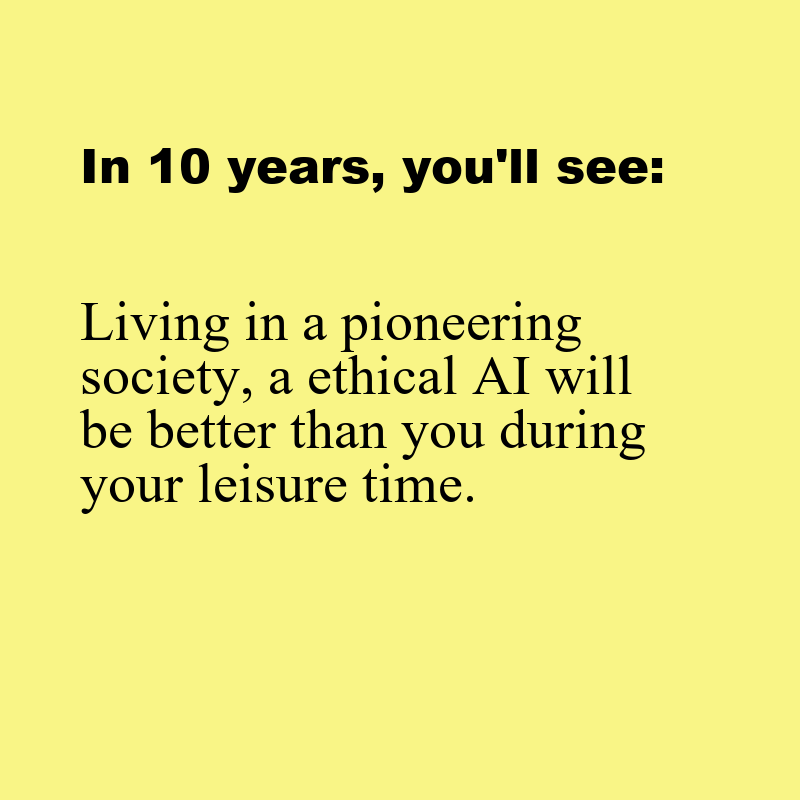 In 10 years, you'll see:
Living in a pioneering
society, a ethical AI will
be better than you during
your leisure time.